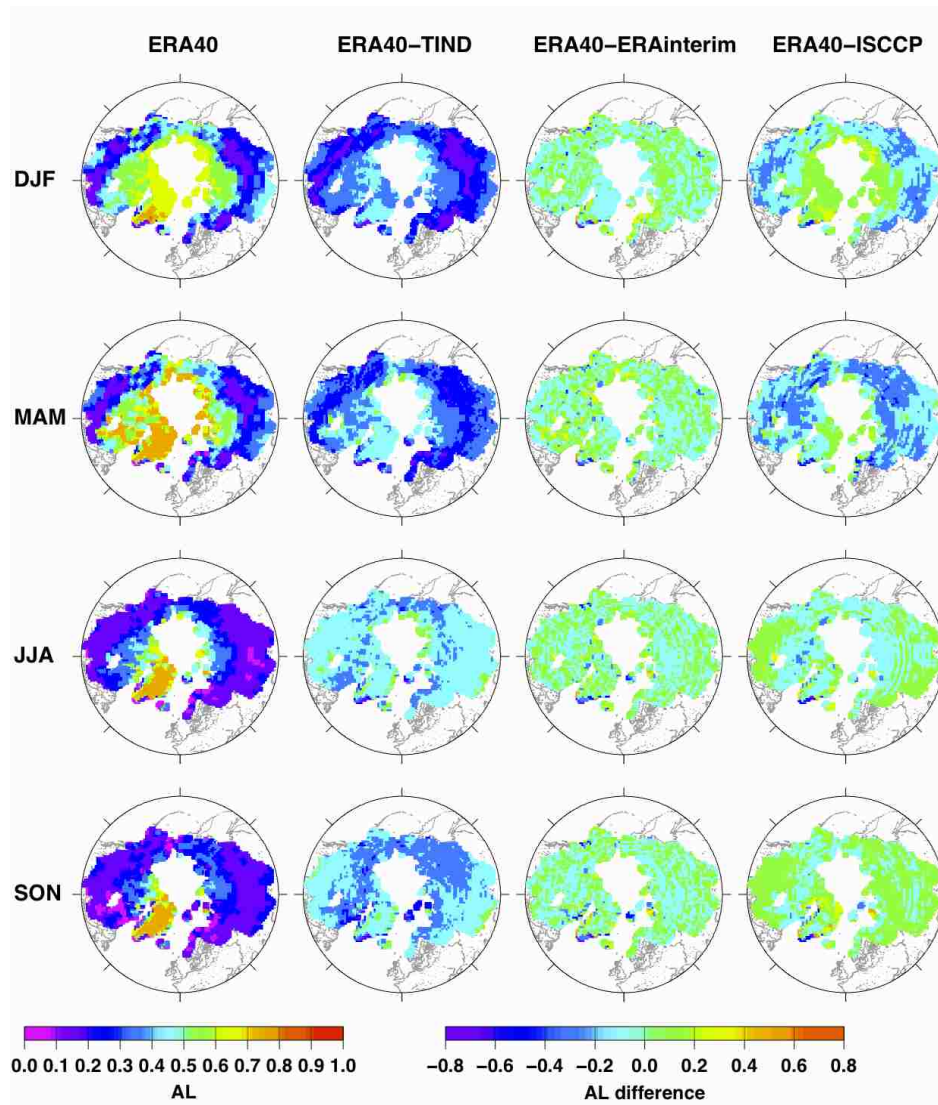 ERA40 ERA40−TIND ERA40−ERAinterim ERA40−ISCCP
DJF
MAM
JJA
SON
0.0 0.1 0.2 0.3 0.4 0.5 0.6 0.7 0.8 0.9 1.0
AL
−0.8 −0.6 −0.4 −0.2 0.0 0.2 0.4 0.6 0.8
AL difference